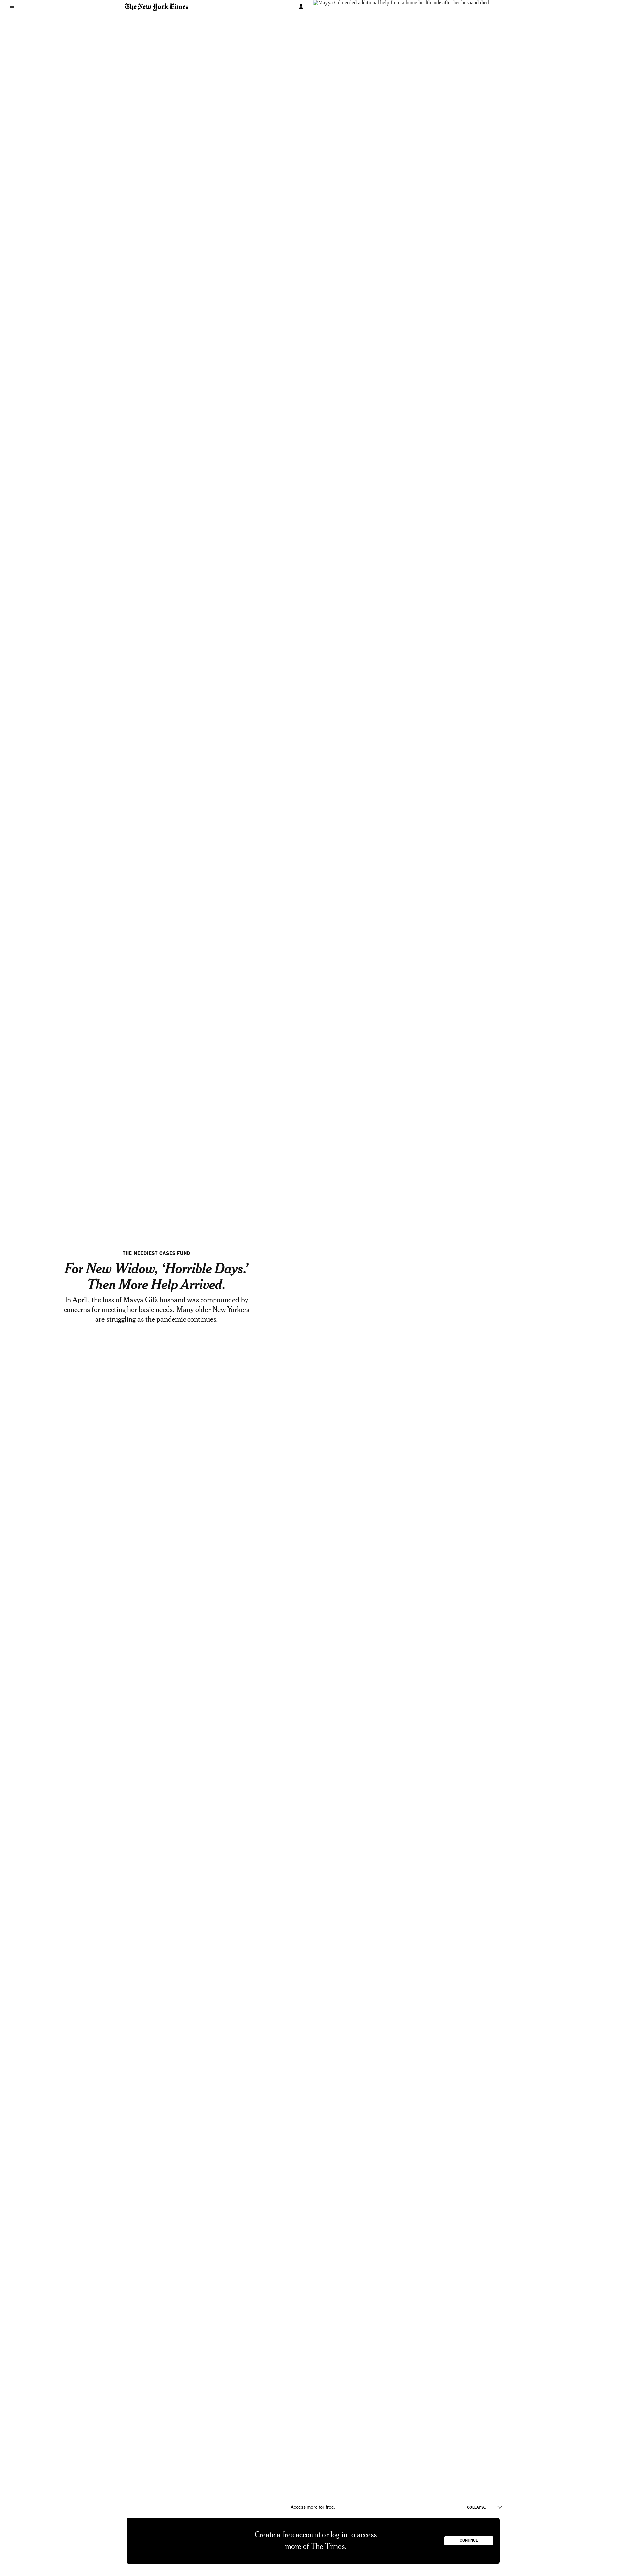 The New York Times
Mayya Gil needed additional help from a home health aide after her husband died.
THE NEEDIEST CASES FUND
For New Widow, ‘Horrible Days.’
Then More Help Arrived.
In April, the loss of Mayya Gil’s husband was compounded by
concerns for meeting her basic needs. Many older New Yorkers
are struggling as the pandemic continues.
Access more for free.
COLLAPSE
Create a free account or log in to access
more of The Times.
CONTINUE